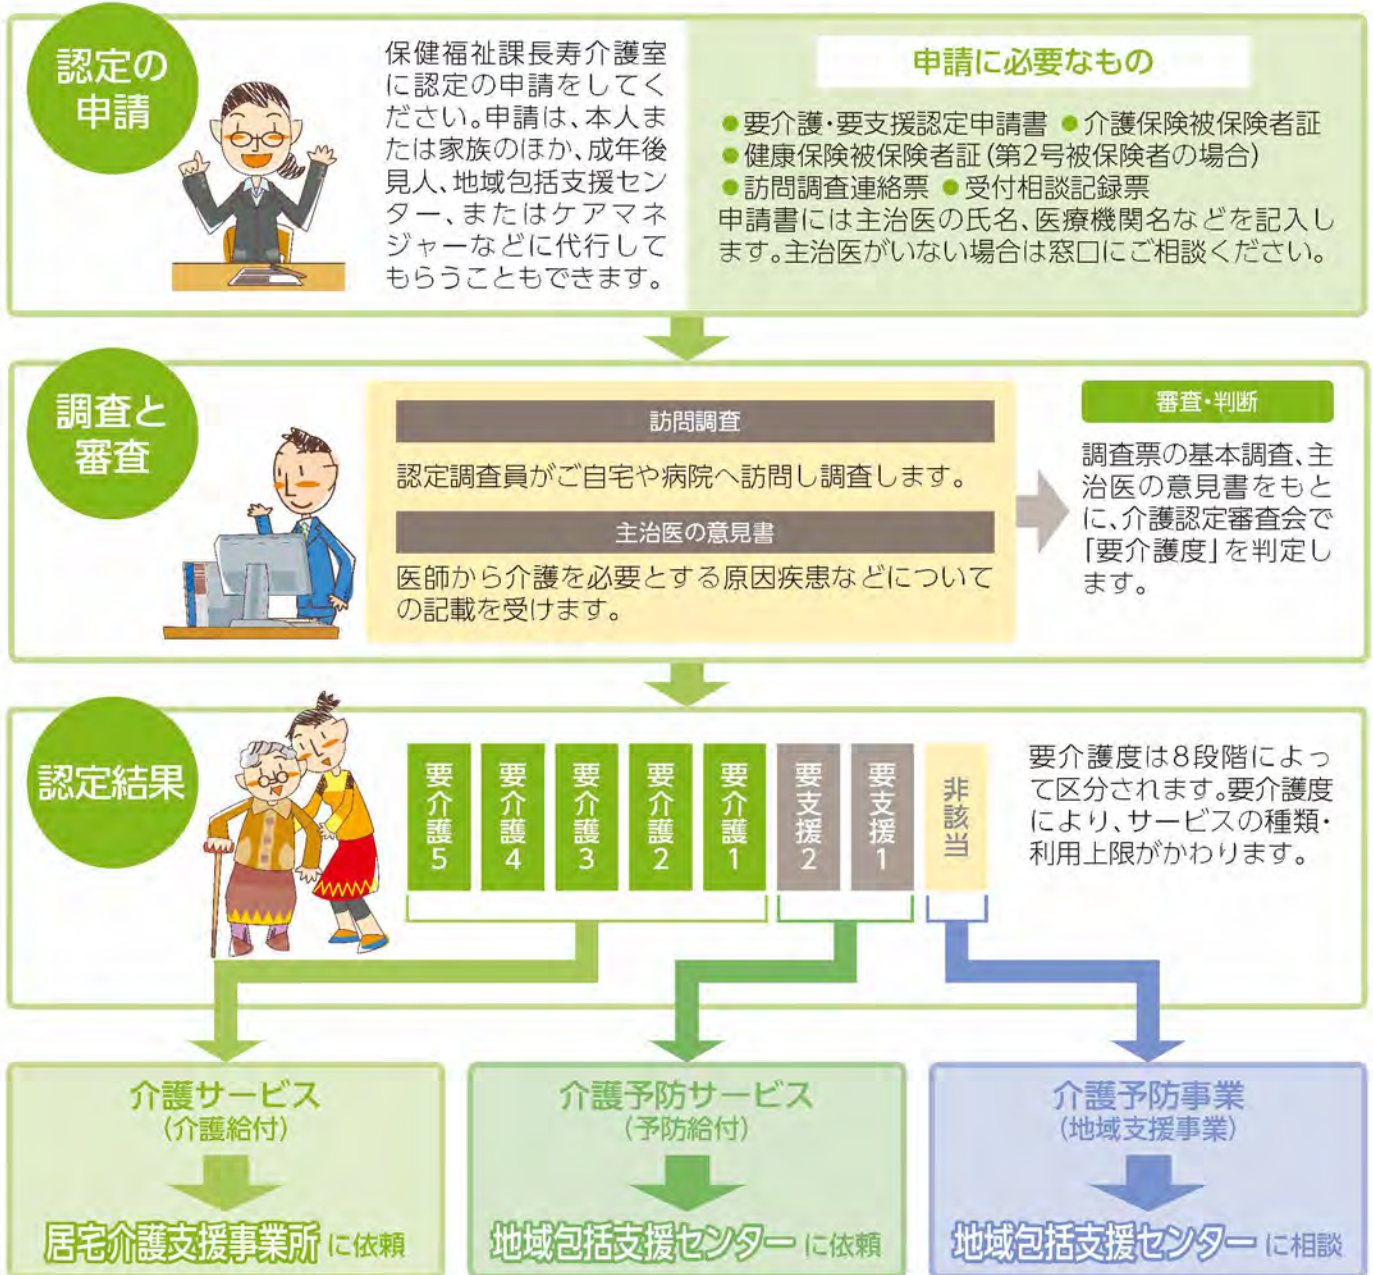 認定の
申請
保健福祉課長寿介護室
に認定の申請をしてく
ださい。申請は、本人ま
たは家族のほか、成年後
見人、地域包括支援セン
ター、またはケアマネ
ジャーなどに代行して
もらうこともできます。
申請に必要なもの
●要介護・要支援認定申請書 ●介護保険被保険者証
●健康保険被保険者証(第2号被保険者の場合)
●訪問調査連絡票 ●受付相談記録票
申請書には主治医の氏名、医療機関名などを記入し
ます。主治医がいない場合は窓口にご相談ください。
調査と
審査
訪問調査
認定調査員がご自宅や病院へ訪問し調査します。
主治医の意見書
医師から介護を必要とする原因疾患などについて
の記載を受けます。
審査・判断
調査票の基本調査、主
治医の意見書をもと
に、介護認定審査会で
「要介護度」を判定し
ます。
認定結果
要介護5
要介護4
要介護3
要介護2
要介護1
要支援2
要支援1
非該当
要介護度は8段階によっ
て区分されます。要介護度
により、サービスの種類・
利用上限がかわります。
介護サービス
(介護給付)
居宅介護支援事業所に依頼
介護予防サービス
(予防給付)
地域包括支援センターに依頼
介護予防事業
(地域支援事業)
地域包括支援センターに相談